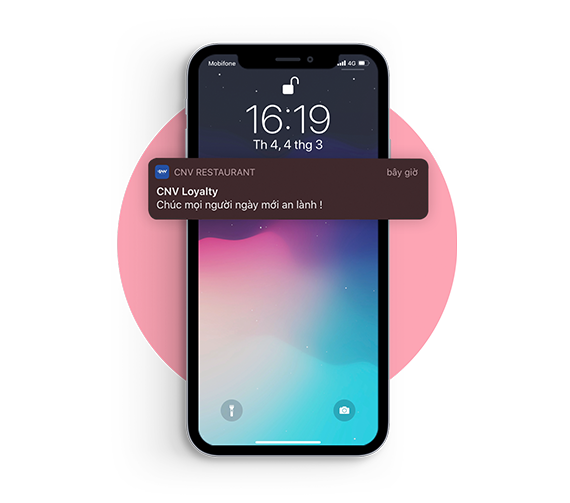 Mobifone
4G
16:19
Th 4, 4 thg 3
CNV RESTAURANT
bây giờ
CNV Loyalty
Chúc mọi người ngày mới an lành !